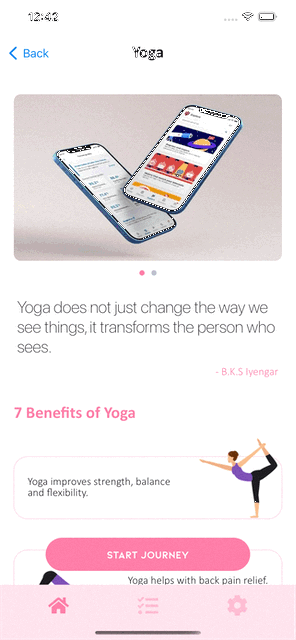 12:42
Back
Yoga
Yoga does not just change the way we
see things, it transforms the person who
sees.
- B.K.S Iyengar
7 Benefits of Yoga
Yoga improves strength, balance
and flexibility.
START JOURNEY
Yoga helps with back pain relief.